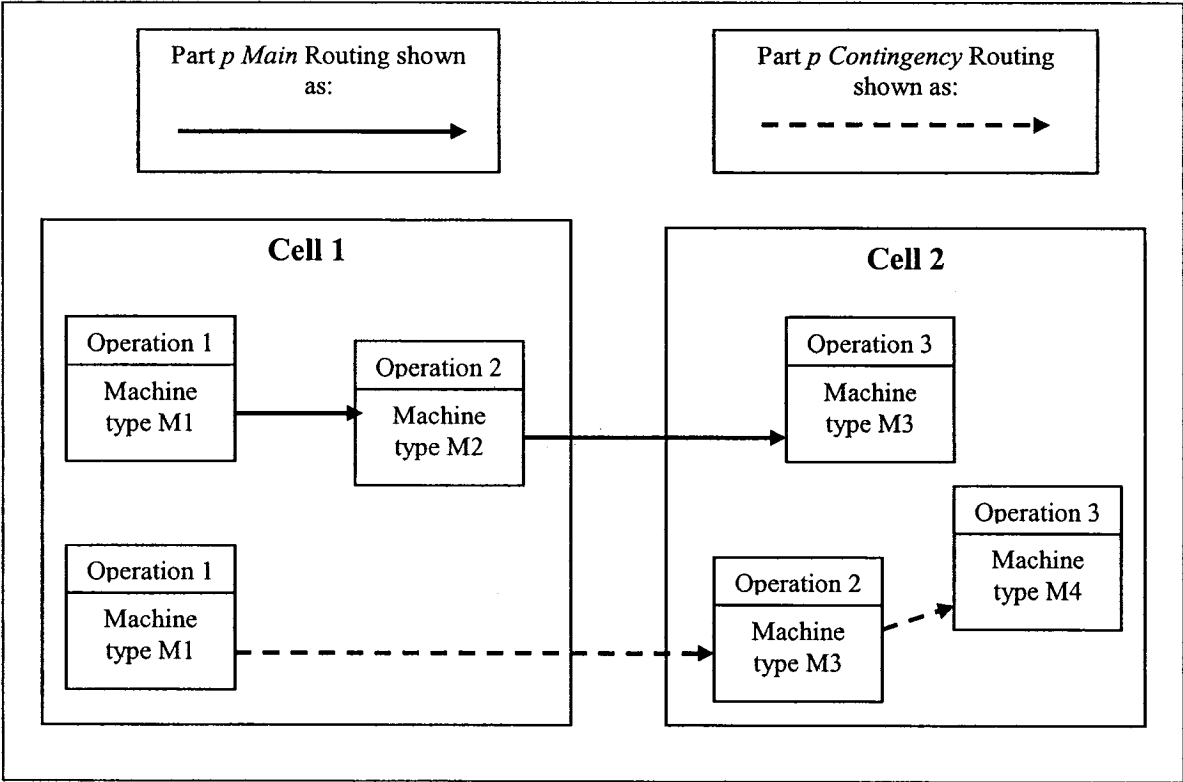 Part p Main Routing shown
as:
Part p Contingency Routing
shown as:
Cell 1
Operation 1
Machine
type M1
Operation 2
Machine
type M2
Operation 1
Machine
type M1
Cell 2
Operation 3
Machine
type M3
Operation 3
Machine
type M4
Operation 2
Machine
type M3